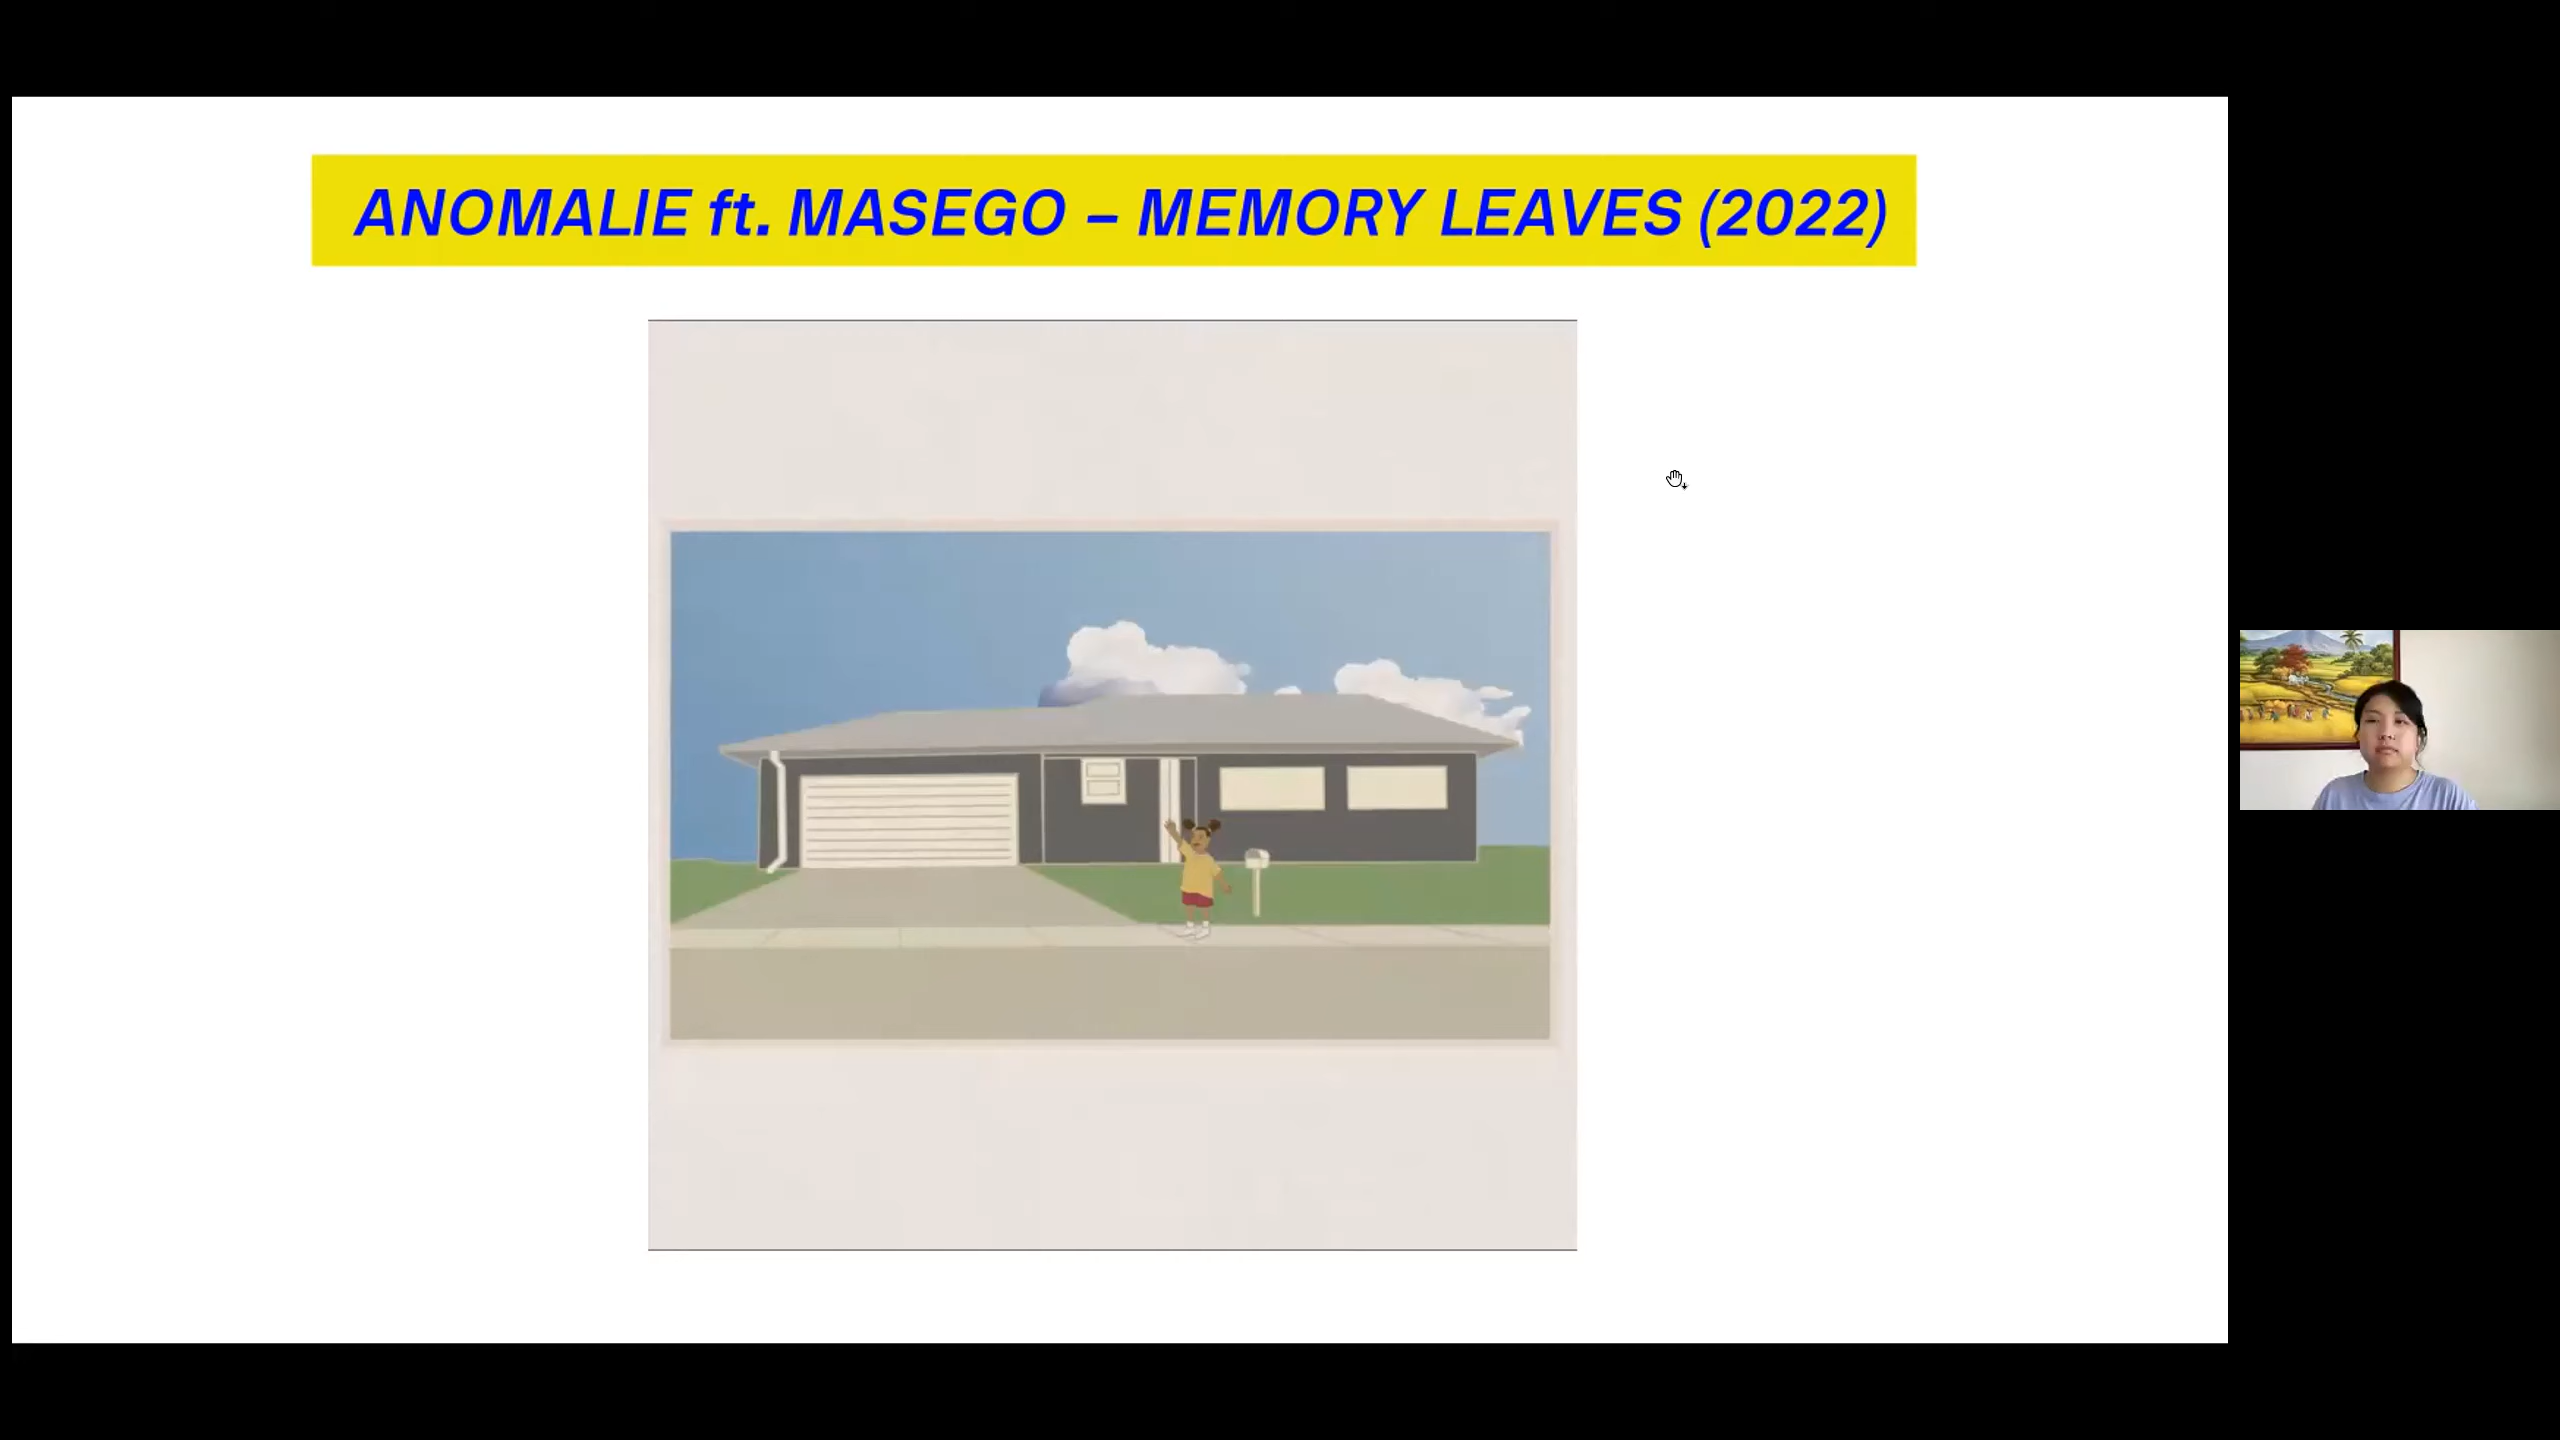 ANOMALIE ft. MASEGO – MEMORY LEAVES (2022)